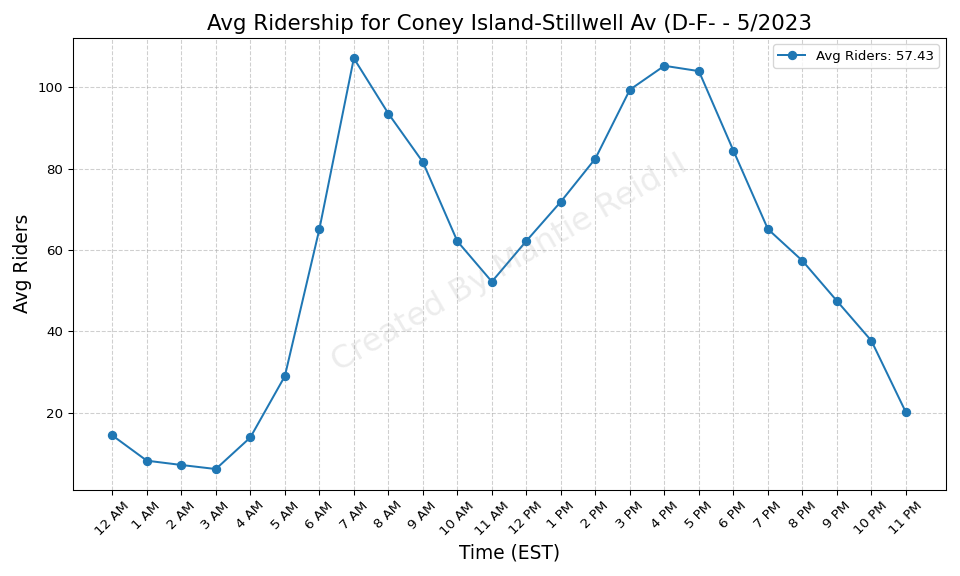 Avg Ridership for Coney Island-Stillwell Av (D-F- - 5/2023
Avg Riders: 57.43
100
80
60
40
20
Avg Riders
Created By Mantle Reid II
12 AM 1 AM 2 AM 3 AM 4 AM 5 AM 6 AM 7 AM 8 AM 9 AM 10 AM 11 AM 12 PM 1 PM 2 PM 3 PM 4 PM 5 PM 6 PM 7 PM 8 PM 9 PM 10 PM 11 PM
Time (EST)